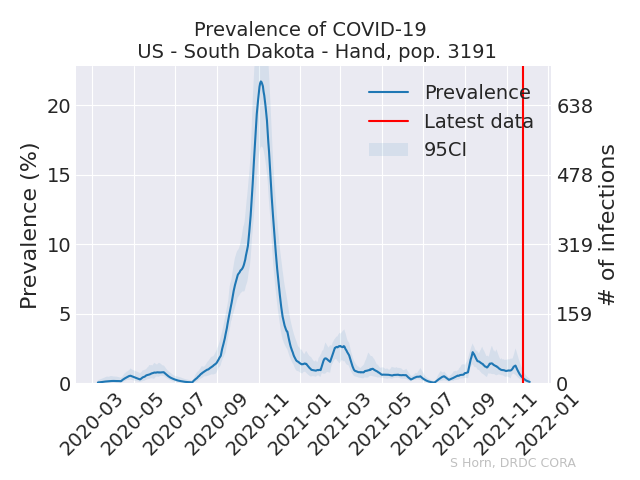 Prevalence of COVID-19
US - South Dakota - Hand, pop. 3191
Prevalence
Latest data
95CI
20
15
10
5
0
638
478
319
159
0
Prevalence (%)
# of infections
2020-03
2020-05
2020-07
2020-09
2020-11
2021-01
2021-03
2021-05
2021-07
2021-09
2021-11
2022-01
S Horn, DRDC CORA